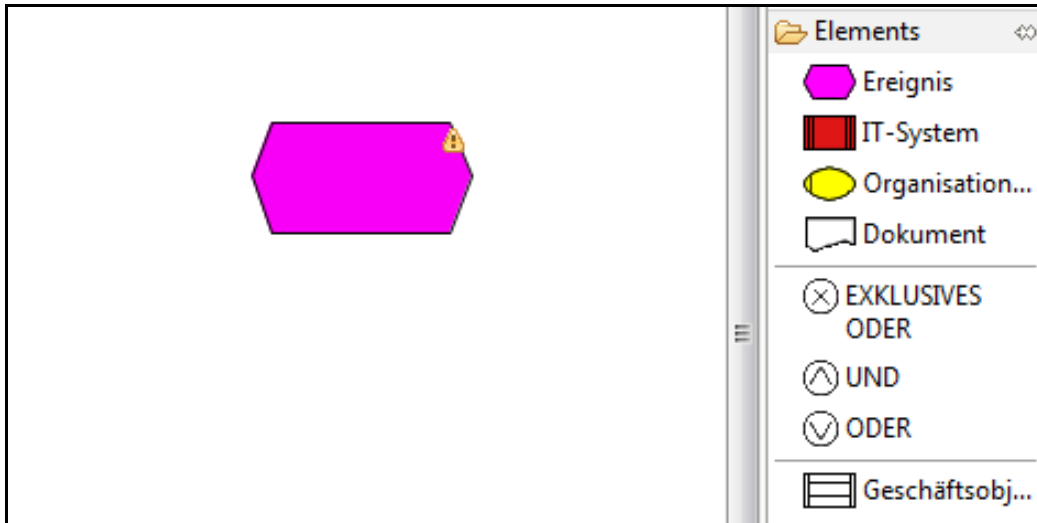 Elements
Ereignis
IT-System
Organisation...
Dokument
EXKLUSIVES
ODER
UND
ODER
Geschäftsobj...